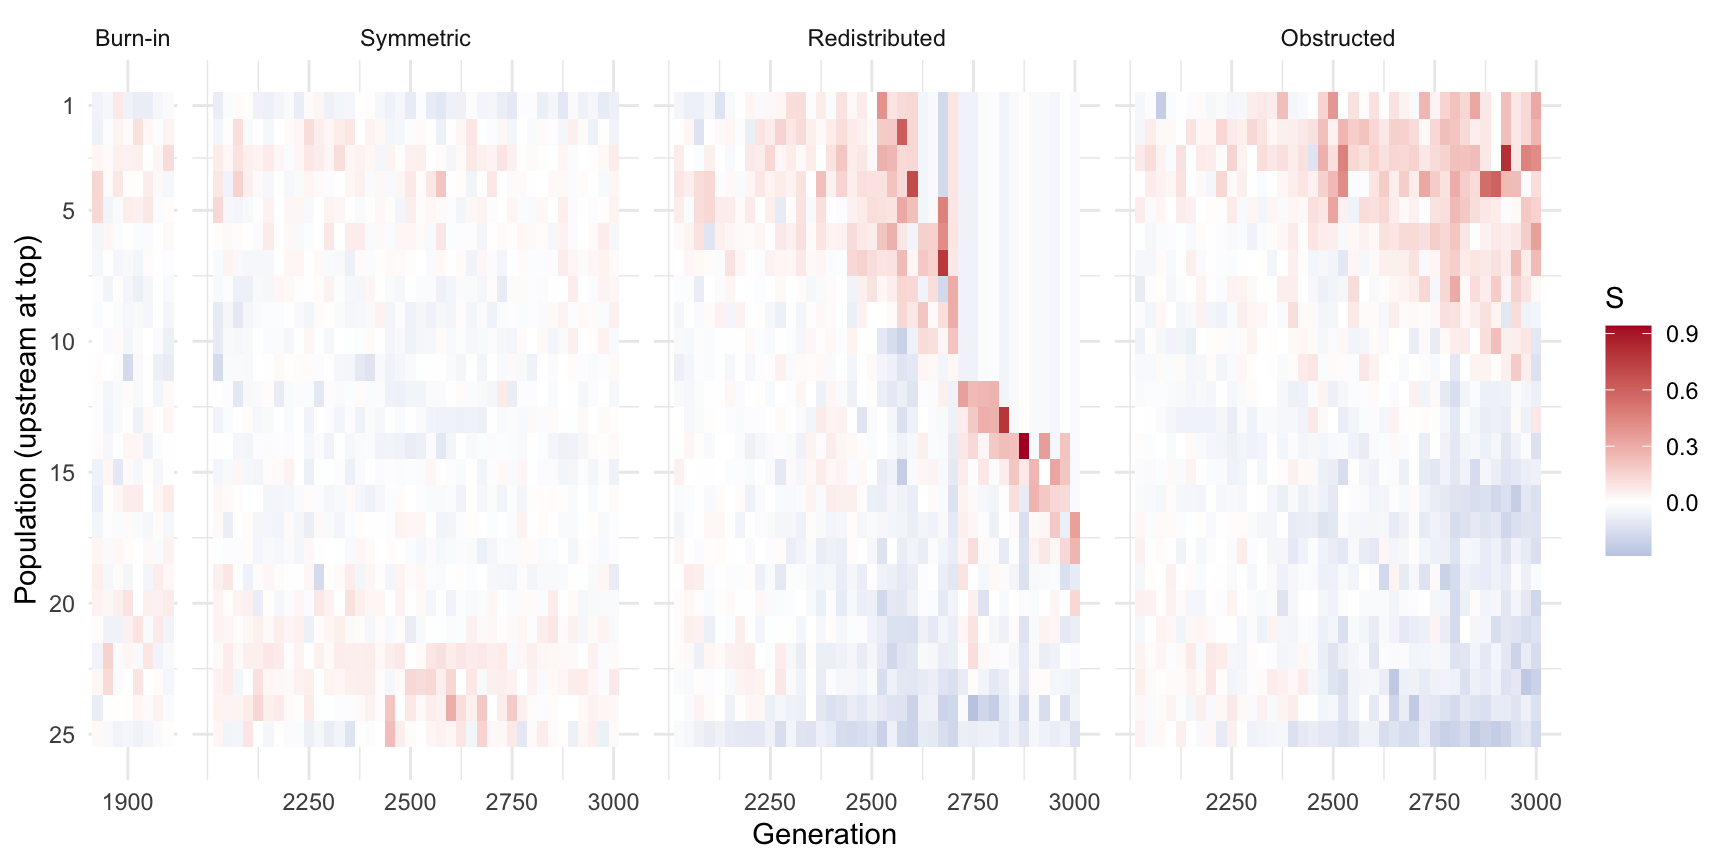 Burn-in Symmetric Redistributed Obstructed
1
5
10
15
20
25
Population (upstream at top)
1900 2250 2500 2750 3000 2250 2500 2750 3000 2250 2500 2750 3000
Generation
S
0.9
0.6
0.3
0.0